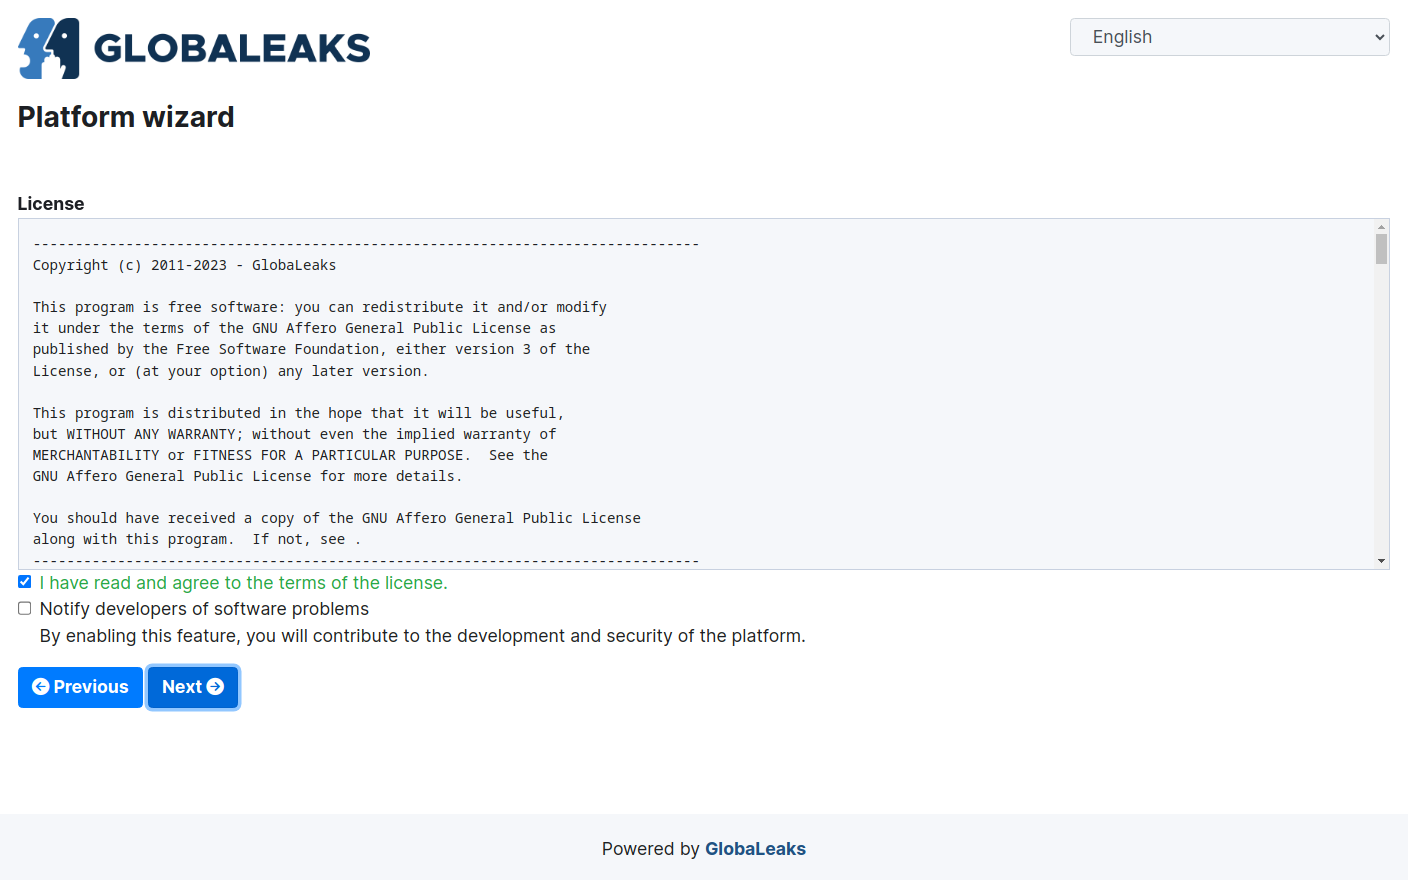 GLOBALEAKS
English
Platform wizard
License
-------------------------------------------------------------------------------
Copyright (c) 2011-2023 - GlobaLeaks
This program is free software: you can redistribute it and/or modify
it under the terms of the GNU Affero General Public License as
published by the Free Software Foundation, either version 3 of the
License, or (at your option) any later version.
This program is distributed in the hope that it will be useful,
but WITHOUT ANY WARRANTY; without even the implied warranty of
MERCHANTABILITY or FITNESS FOR A PARTICULAR PURPOSE.  See the
GNU Affero General Public License for more details.
You should have received a copy of the GNU Affero General Public License
along with this program.  If not, see .
-------------------------------------------------------------------------------
I have read and agree to the terms of the license.
Notify developers of software problems
By enabling this feature, you will contribute to the development and security of the platform.
Previous Next
Powered by GlobaLeaks